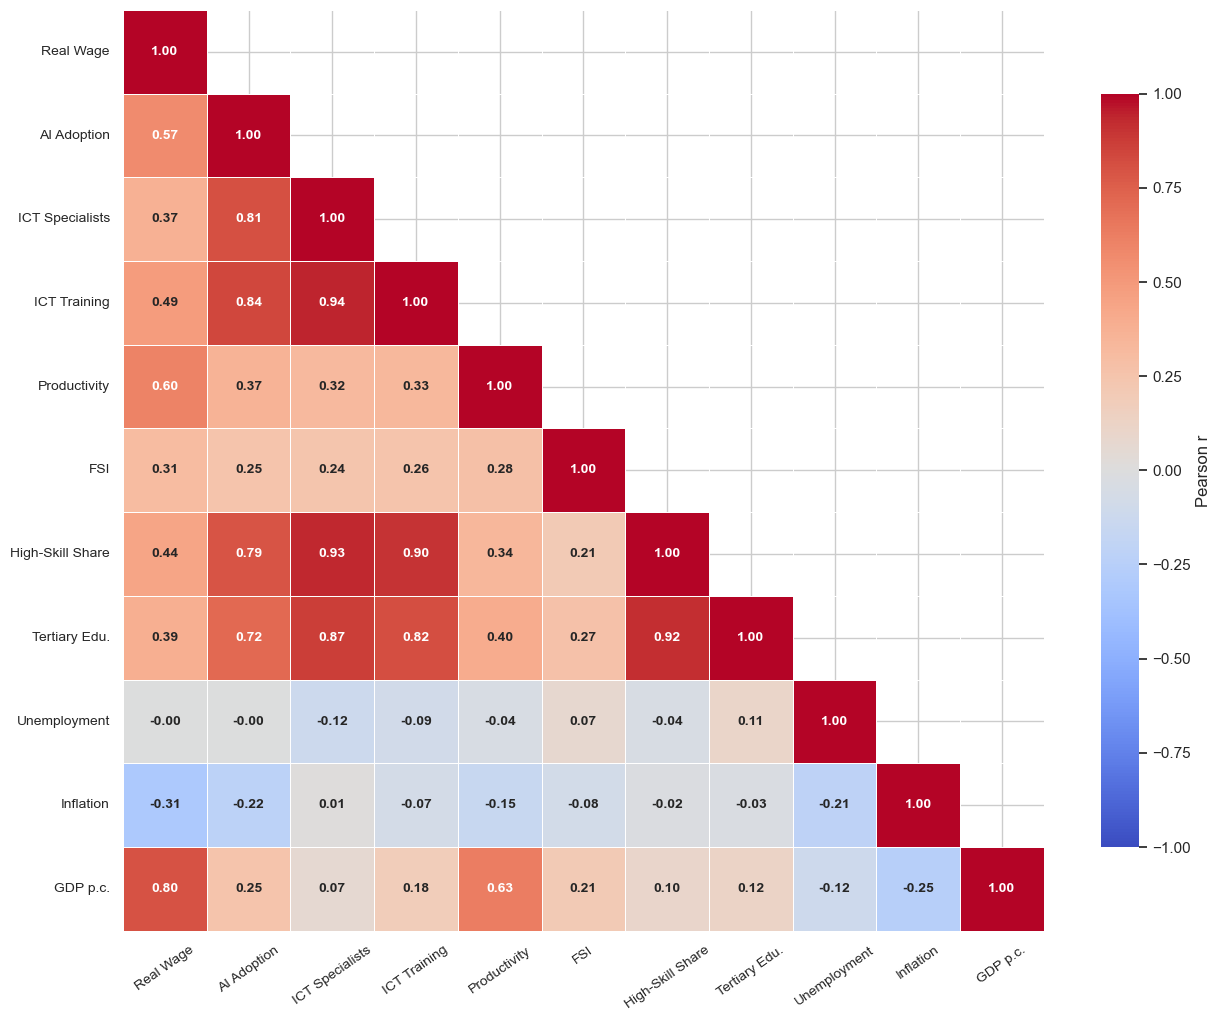 Real Wage 1.00
AI Adoption 0.57 1.00
ICT Specialists 0.37 0.81 1.00
ICT Training 0.49 0.84 0.94 1.00
Productivity 0.60 0.37 0.32 0.33 1.00
FSI 0.31 0.25 0.24 0.26 0.28 1.00
High-Skill Share 0.44 0.79 0.93 0.90 0.34 0.21 1.00
Tertiary Edu. 0.39 0.72 0.87 0.82 0.40 0.27 0.92 1.00
Unemployment -0.00 -0.00 -0.12 -0.09 -0.04 0.07 -0.04 0.11 1.00
Inflation -0.31 -0.22 0.01 -0.07 -0.15 -0.08 -0.02 -0.03 -0.21 1.00
GDP p.c. 0.80 0.25 0.07 0.18 0.63 0.21 0.10 0.12 -0.12 -0.25 1.00
Real Wage AI Adoption ICT Specialists ICT Training Productivity FSI High-Skill Share Tertiary Edu. Unemployment Inflation GDP p.c.
1.00
0.75
0.50
0.25
0.00
−0.25
−0.50
−0.75
−1.00
Pearson r